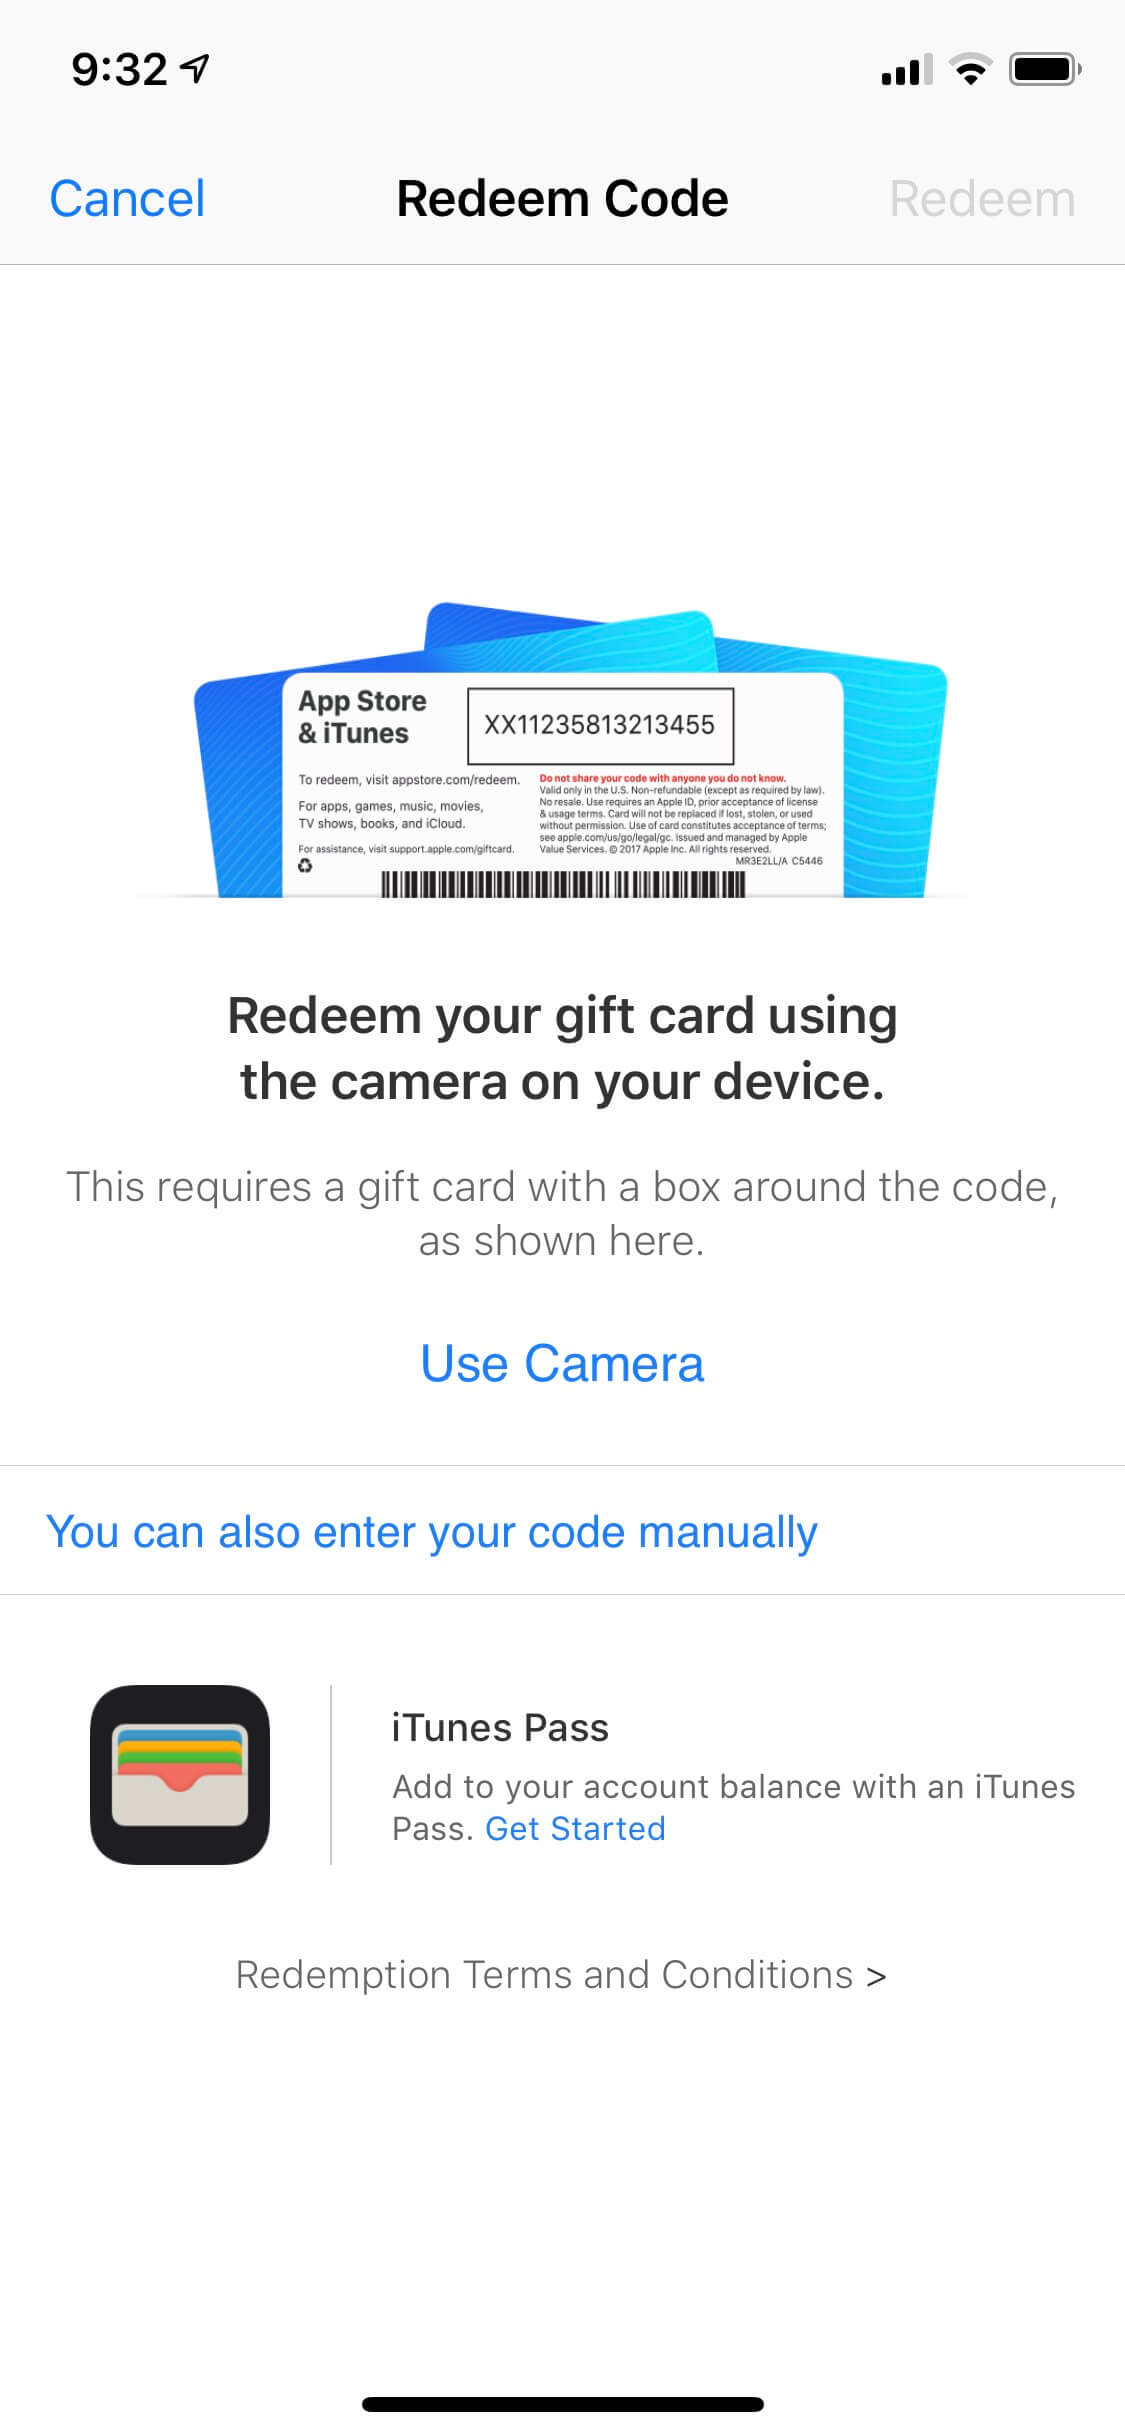 9:32
Cancel
Redeem Code
Redeem
App Store
& iTunes
XX11235813213455
To redeem, visit appstore.com/redeem.
For apps, games, music, movies,
TV shows, books, and iCloud.
For assistance, visit support.apple.com/giftcard.
Do not share your code with anyone you do not know.
Valid only in the U.S. Non-refundable (except as required by law).
No resale. Use requires an Apple ID, prior acceptance of license
& usage terms. Card will not be replaced if lost, stolen, or used
without permission. Use of card constitutes acceptance of terms;
see apple.com/us/go/legal/gc. Issued and managed by Apple
Value Services. © 2017 Apple Inc. All rights reserved.
MR3E2LL/A C5446
Redeem your gift card using
the camera on your device.
This requires a gift card with a box around the code,
as shown here.
Use Camera
You can also enter your code manually
iTunes Pass
Add to your account balance with an iTunes
Pass. Get Started
Redemption Terms and Conditions >